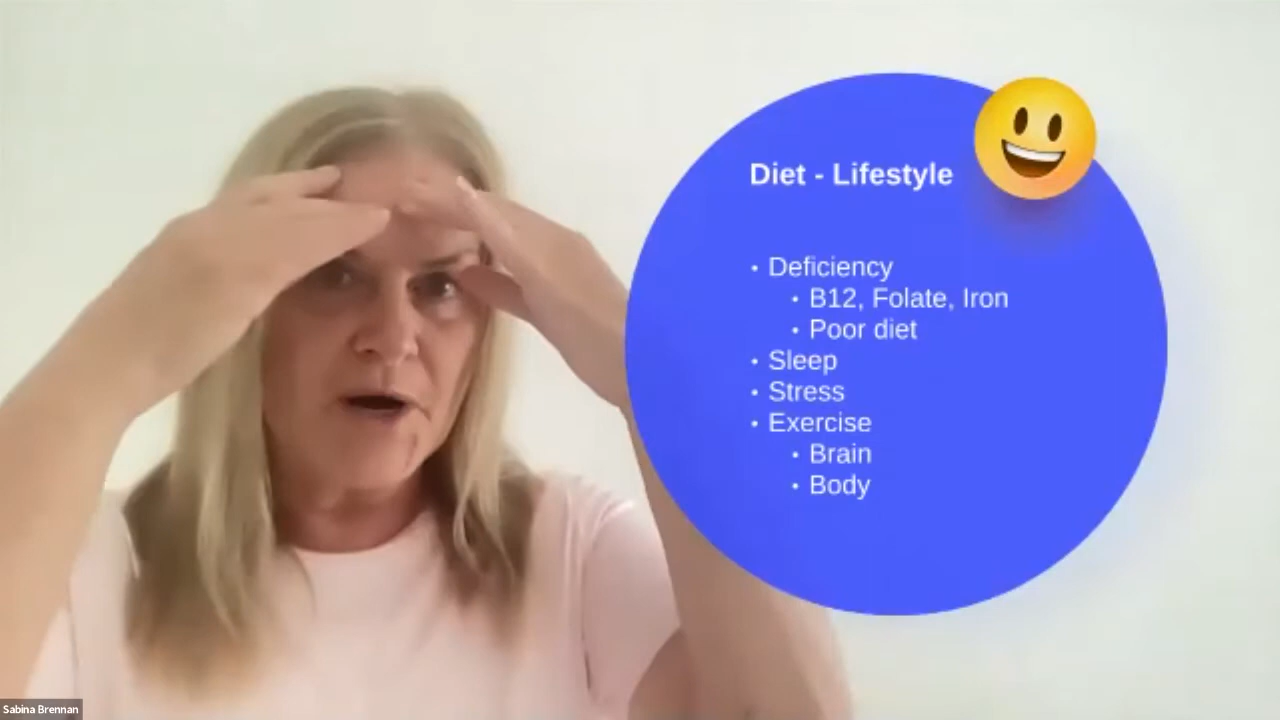 Diet - Lifestyle
• Deficiency
• B12, Folate, Iron
• Poor diet
• Sleep
• Stress
• Exercise
• Brain
• Body
Sabina Brennan